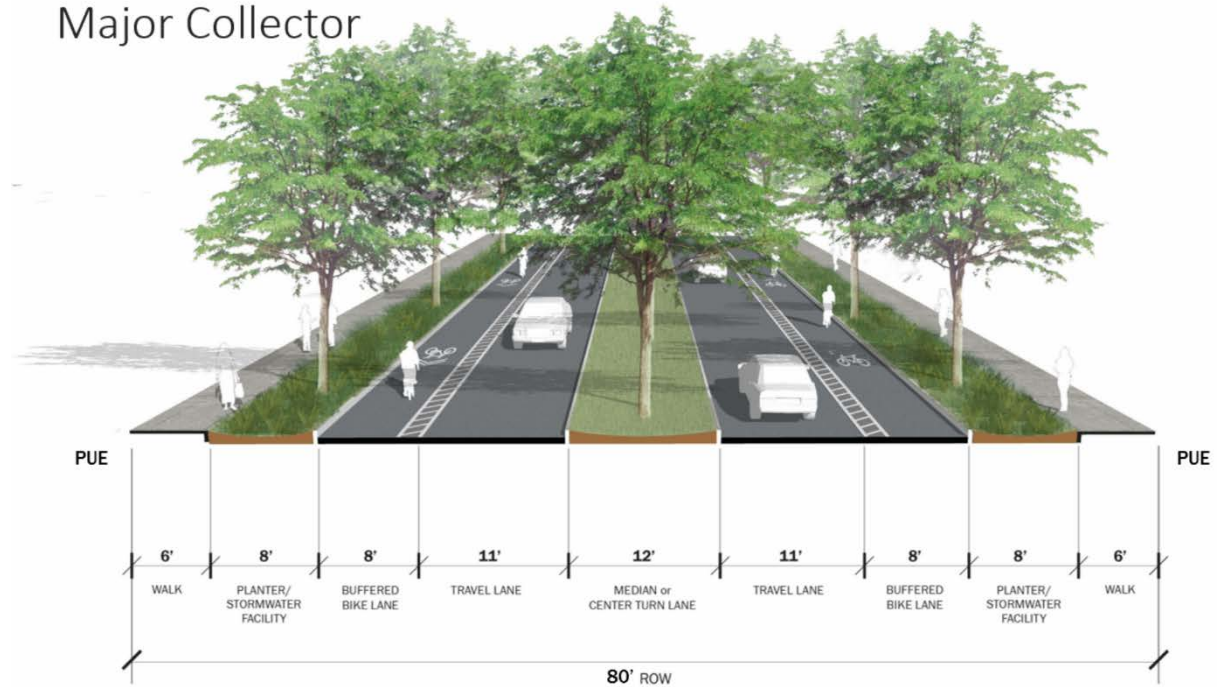 Major Collector
PUE
PUE
6’ 8’ 8’ 11’ 12’ 11’ 8’ 8’ 6’
WALK
PLANTER/
STORMWATER
FACILITY
BUFFERED
BIKE LANE
TRAVEL LANE
MEDIAN or
CENTER TURN LANE
TRAVEL LANE
BUFFERED
BIKE LANE
PLANTER/
STORMWATER
FACILITY
WALK
80’ ROW